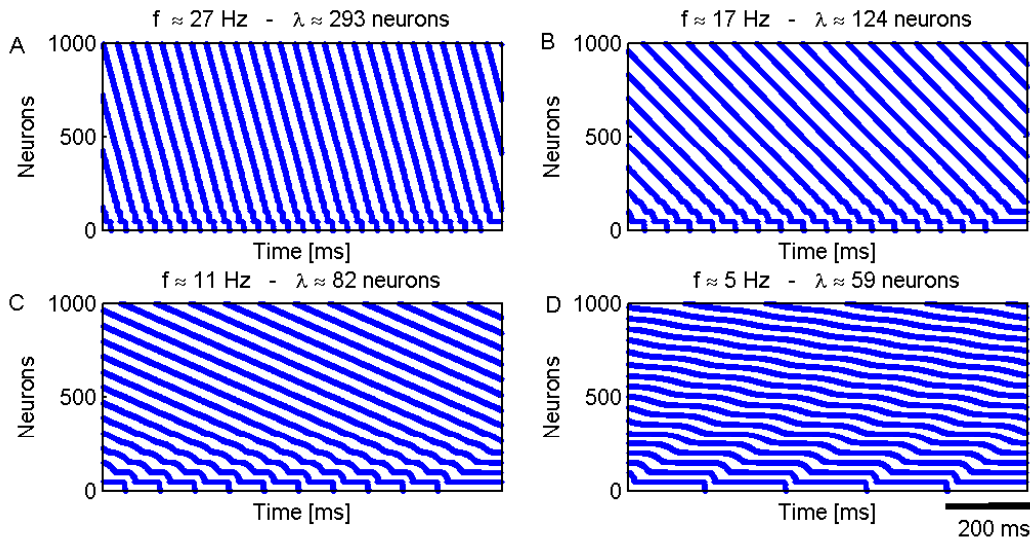 A
f ≈ 27 Hz - λ ≈ 293 neurons
1000
500
0
Neurons
Time [ms]
B
f ≈ 17 Hz - λ ≈ 124 neurons
1000
500
0
Neurons
Time [ms]
C
f ≈ 11 Hz - λ ≈ 82 neurons
1000
500
0
Neurons
Time [ms]
D
f ≈ 5 Hz - λ ≈ 59 neurons
1000
500
0
Neurons
Time [ms]
200 ms